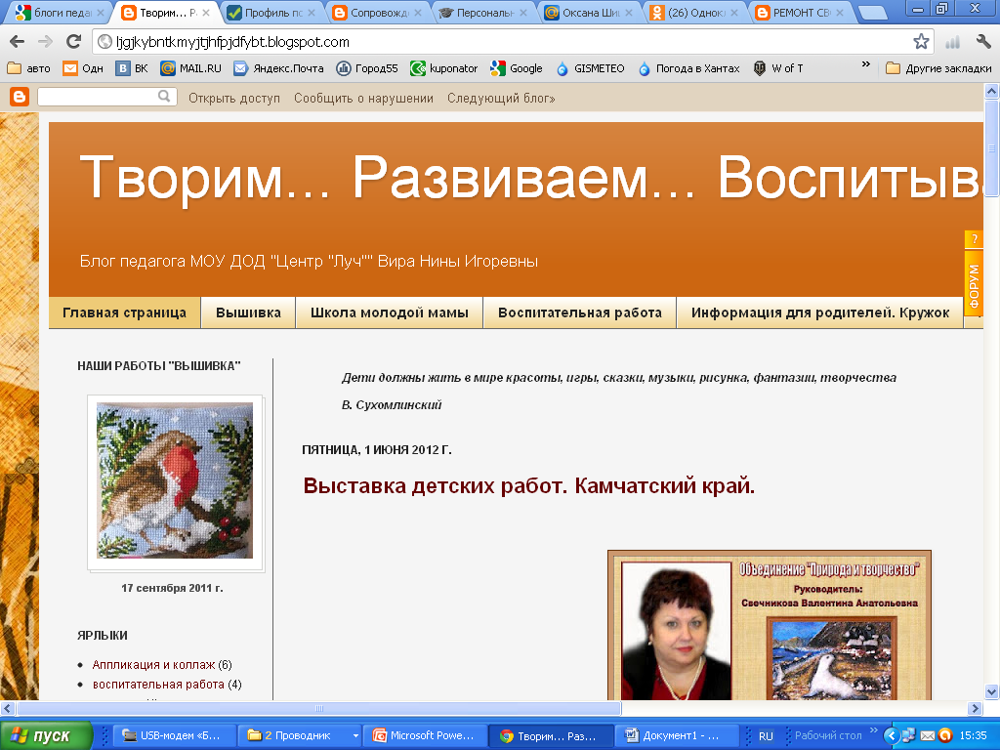 блоги педаг
Творим... Р
Профиль по
Сопровожд
Персональн
Оксана Ши
(26) Однок
РЕМОНТ СВ
ljgjkybntkmyjtjhfpjdfybt.blogspot.com
авто
Одн
ВК
MAIL.RU
Яндекс.Почта
Город55
kuponator
Google
GISMETEO
Погода в Хантах
W of T
»
Другие закладки
Открыть доступ
Сообщить о нарушении
Следующий блог»
Творим... Развиваем... Воспитыва
Блог педагога МОУ ДОД "Центр "Луч"" Вира Нины Игоревны
?
ФОРУМ
Главная страница
Вышивка
Школа молодой мамы
Воспитательная работа
Информация для родителей. Кружок
НАШИ РАБОТЫ "ВЫШИВКА"
17 сентября 2011 г.
ЯРЛЫКИ
Аппликация и коллаж (6)
воспитательная работа (4)
Дети должны жить в мире красоты, игры, сказки, музыки, рисунка, фантазии, творчества
В. Сухомлинский
ПЯТНИЦА, 1 ИЮНЯ 2012 Г.
Выставка детских работ. Камчатский край.
Объединение "Природа и творчество"
Руководитель:
Свечникова Валентина Анатольевна
пуск
USB-модем «Б...
2 Проводник
Microsoft Powe...
Творим... Раз...
Документ1 - ...
RU
Рабочий стол
»
15:35